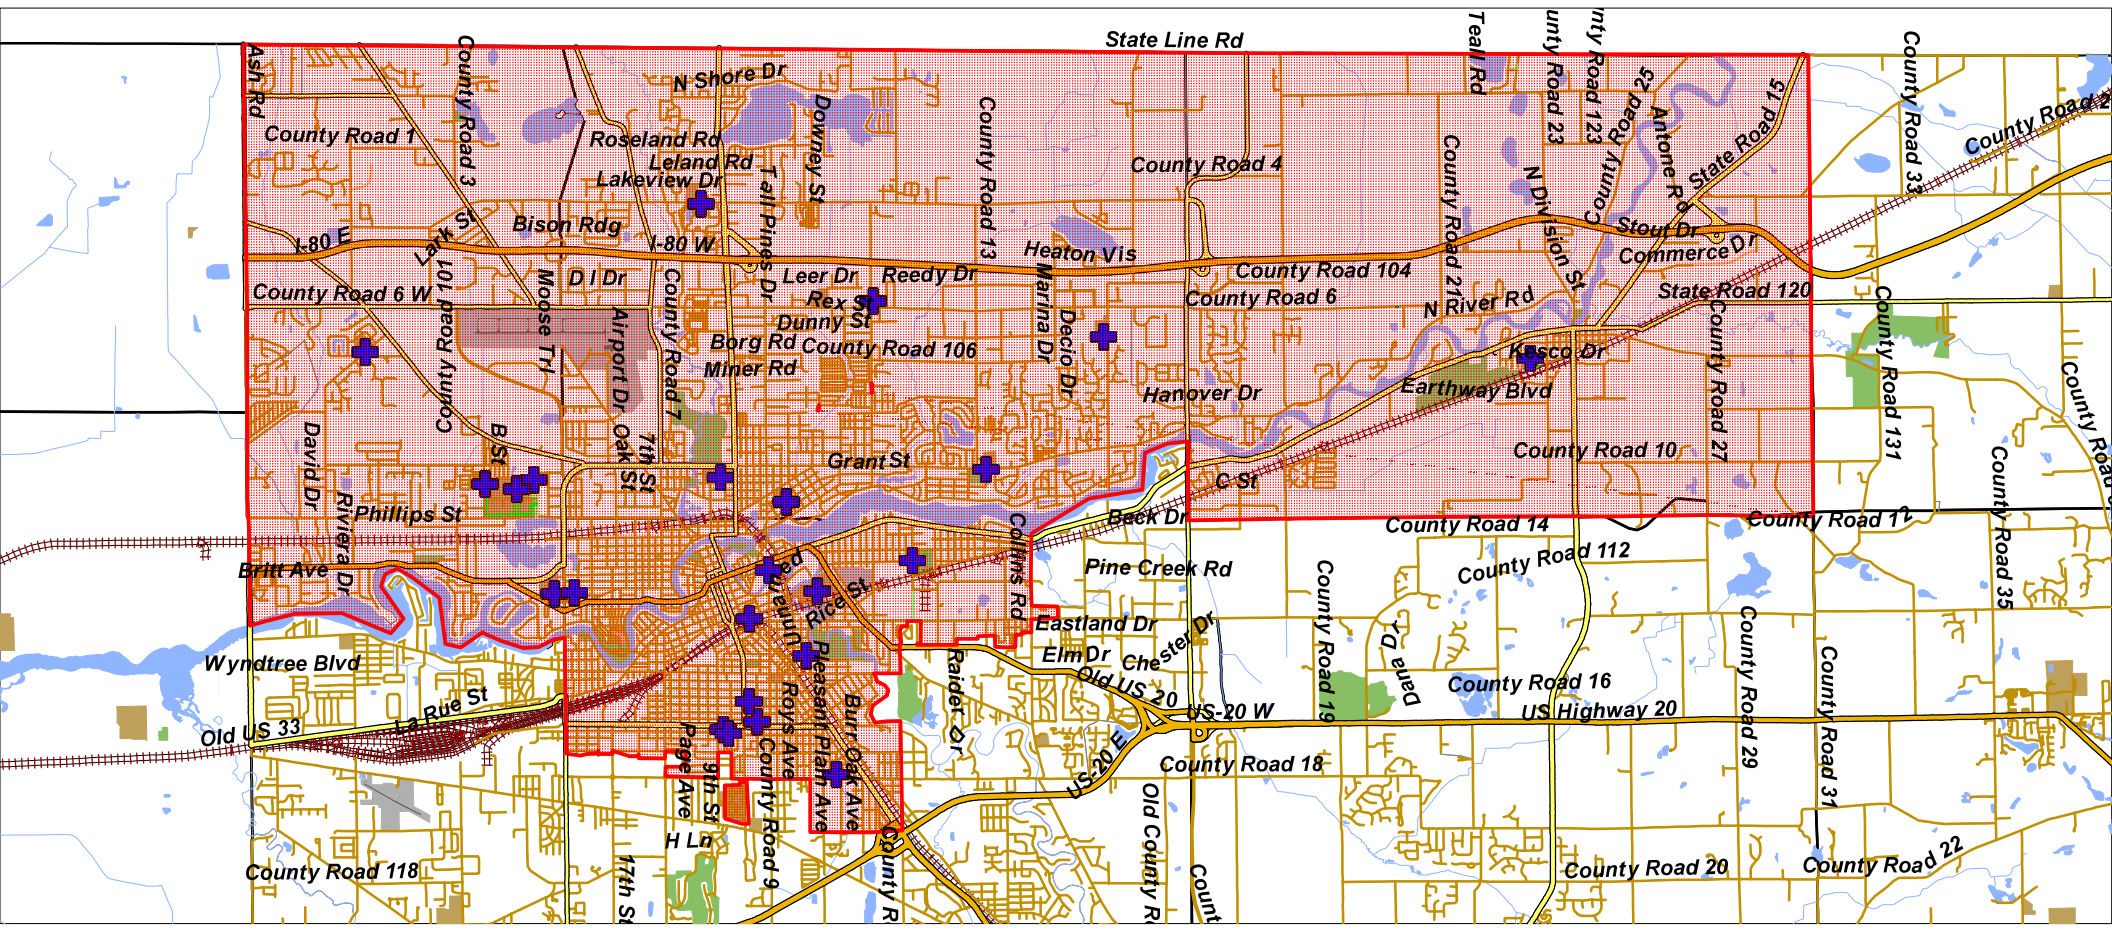 State Line Rd
Ash Rd
County Road 3
N Shore Dr
Downey St
County Road 13
Teall Rd
unty Road 23
nty Road 123
County Road 25
Antone Rd
State Road 15
County Road 33
County Road 2
County Road 1
Roseland Rd
Leland Rd
Lakeview Dr
Tall Pines Dr
County Road 4
County Road 21
N Division St
Lark St
Bison Rdg
I-80 E
I-80 W
Heaton Vis
Stout Dr
Commerce Dr
County Road 6 W
County Road 101
Moose Trl
D I Dr
Airport Dr
County Road 7
Leer Dr
Reedy Dr
Rex St
Dunny St
Borg Rd
County Road 106
Miner Rd
Marina Dr
Decio Dr
County Road 104
County Road 6
N River Rd
State Road 120
Kesco Dr
Earthway Blvd
Hanover Dr
County Road 27
County Road 131
County Road
David Dr
B St
Oak St
7th St
Grant St
C St
County Road 10
County Road 35
Riverira Dr
Phillips St
Collins Rd
Beck Dr
County Road 14
County Road 12
Britt Ave
Pine Creek Rd
County Road 112
County Road 19
Rice St
Eastland Dr
Elm Dr
Chester Dr
Dana Dr
County Road 29
County Road 31
Wyndtree Blvd
La Rue St
Old US 33
Raider Dr
Old US 20
US-20 W
County Road 16
US Highway 20
Page Ave
9th St
County Road 9
Roys Ave
Pleasant Plain Ave
Burr Oak Ave
US-20 E
County Road 18
H Ln
County Road 118
17th St
County R
Old County R
Count
County Road 20
County Road 22